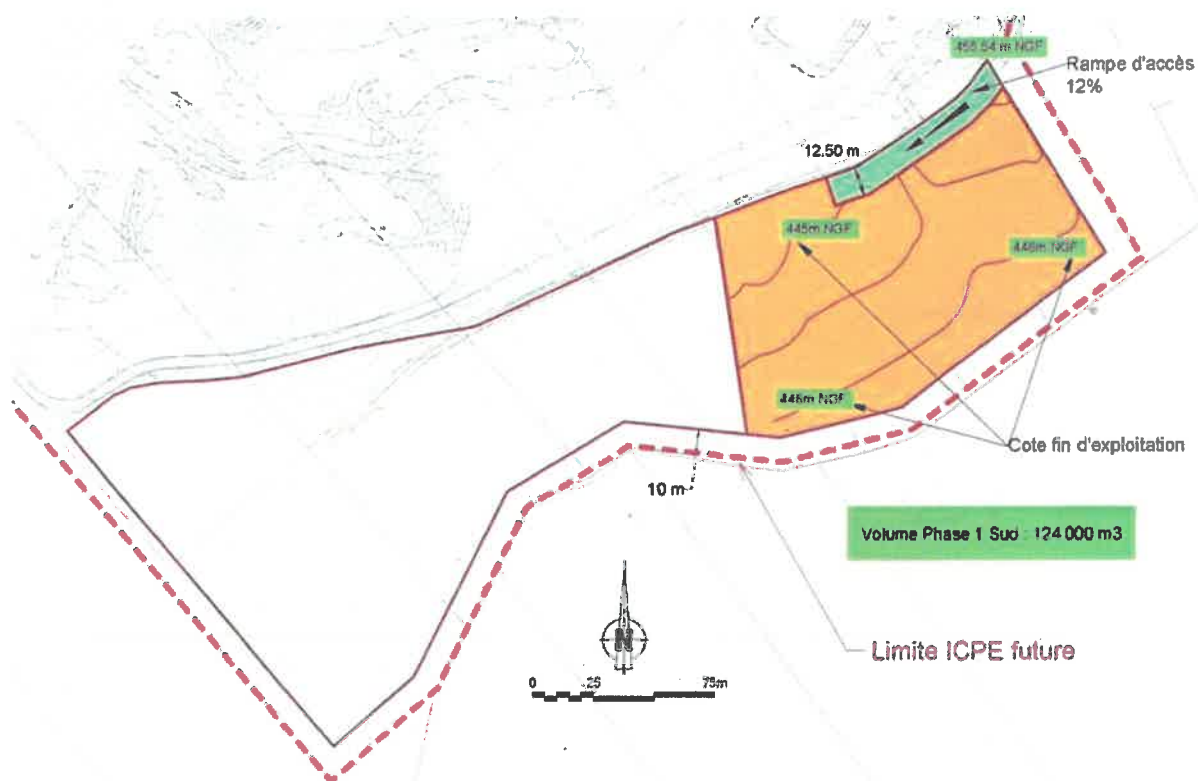 455.54 m NGF
Rampe d'accès
12%
12.50 m
445m NGF
446m NGF
446m NGF
Cote fin d'exploitation
10 m
Volume Phase 1 Sud : 124 000 m3
N
Limite ICPE future
0 25 75m